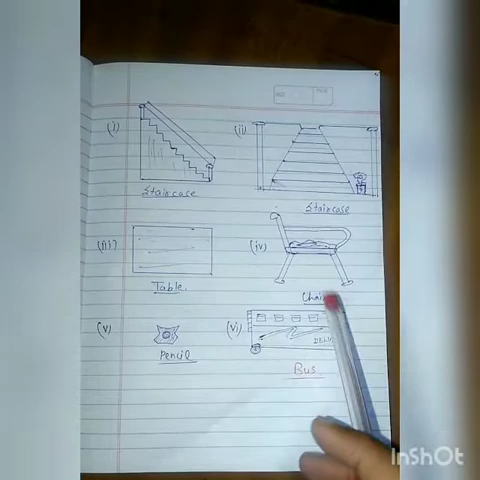 (i)
Staircase
(ii)
Staircase
(iii)
Table.
(iv)
(v)
Pencil
(vi)
Bus
InShOt